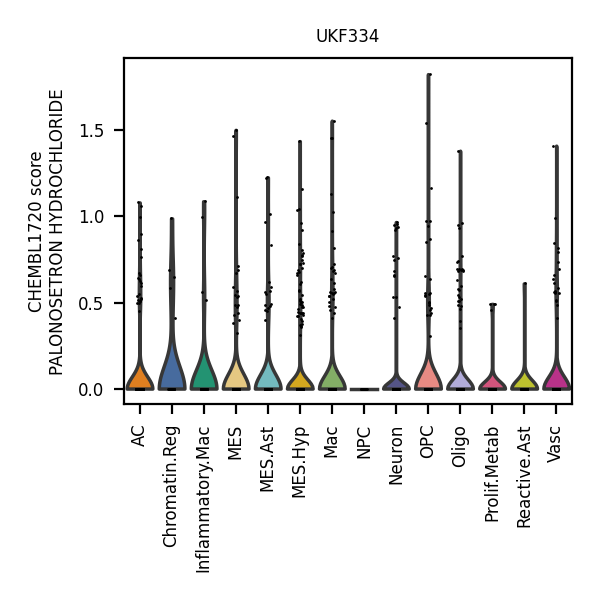 UKF334
CHEMBL1720 score
PALONOSETRON HYDROCHLORIDE
1.5
1.0
0.5
0.0
AC
Chromatin.Reg
Inflammatory.Mac
MES
MES.Ast
MES.Hyp
Mac
NPC
Neuron
OPC
Oligo
Prolif.Metab
Reactive.Ast
Vasc